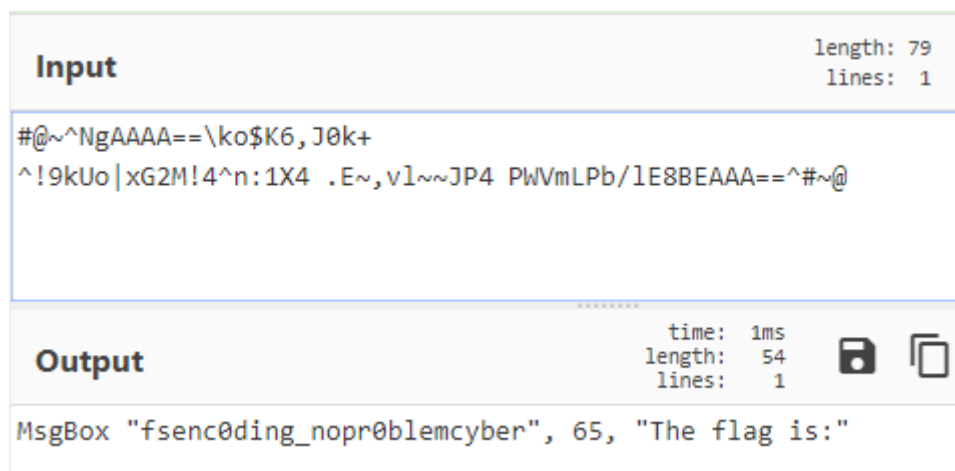 Input
length: 79
lines: 1
#@~^NgAAAA==\ko$K6,J0k+
^!9kUo|xG2M!4^n:1X4 .E~,vl~~JP4 PWVmLPb/lE8BEAAA==^#~@
Output
time: 1ms
length: 54
lines: 1
MsgBox "fsenc0ding_nopr0blemcyber", 65, "The flag is:"